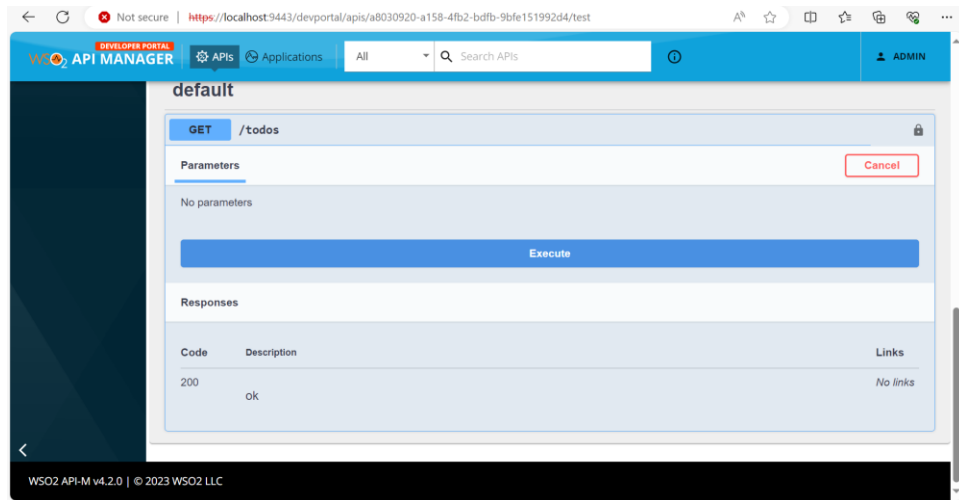 Not secure | https://localhost:9443/devportal/apis/a8030920-a158-4fb2-bdfb-9bfe151992d4/test
DEVELOPER PORTAL
WSO2 API MANAGER APIs Applications All Search APIs ADMIN
default
GET /todos
Parameters Cancel
No parameters
Execute
Responses
Code Description Links
200 No links
ok
WSO2 API-M v4.2.0 | © 2023 WSO2 LLC